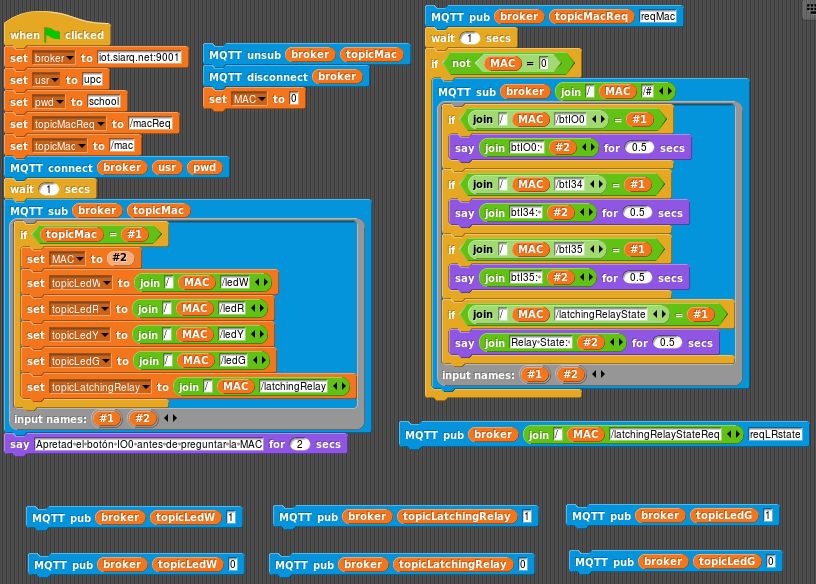 when clicked
set broker to iot.siarq.net:9001
set usr to upc
set pwd to school
set topicMacReq to /macReq
set topicMac to /mac
MQTT connect broker usr pwd
wait 1 secs
MQTT sub broker topicMac
if topicMac = #1
set MAC to #2
set topicLedW to join / MAC /ledW
set topicLedR to join / MAC /ledR
set topicLedY to join / MAC /ledY
set topicLedG to join / MAC /ledG
set topicLatchingRelay to join / MAC /latchingRelay
input names: #1 #2
say Apretad·el·botón·IO0·antes·de·preguntar·la·MAC for 2 secs
MQTT unsub broker topicMac
MQTT disconnect broker
set MAC to 0
MQTT pub broker topicMacReq reqMac
wait 1 secs
if not MAC = 0
MQTT sub broker join / MAC /#
if join / MAC /btIO0 = #1
say join btIO0:· #2 for 0.5 secs
if join / MAC /btI34 = #1
say join btI34:· #2 for 0.5 secs
if join / MAC /btI35 = #1
say join btI35:· #2 for 0.5 secs
if join / MAC /latchingRelayState = #1
say join Relay·State:· #2 for 0.5 secs
input names: #1 #2
MQTT pub broker join / MAC /latchingRelayStateReq reqLRstate
MQTT pub broker topicLedW 1
MQTT pub broker topicLatchingRelay 1
MQTT pub broker topicLedG 1
MQTT pub broker topicLedW 0
MQTT pub broker topicLatchingRelay 0
MQTT pub broker topicLedG 0